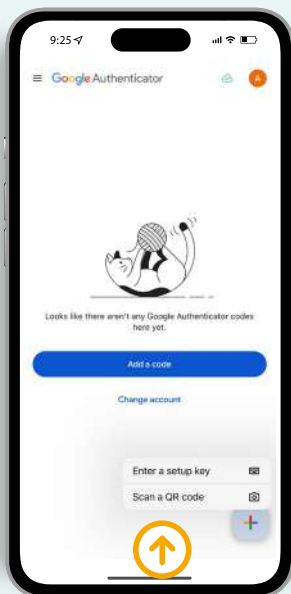 9:25
Google Authenticator
A
Looks like there aren't any Google Authenticator codes
here yet.
Add a code
Change account
Enter a setup key
Scan a QR code